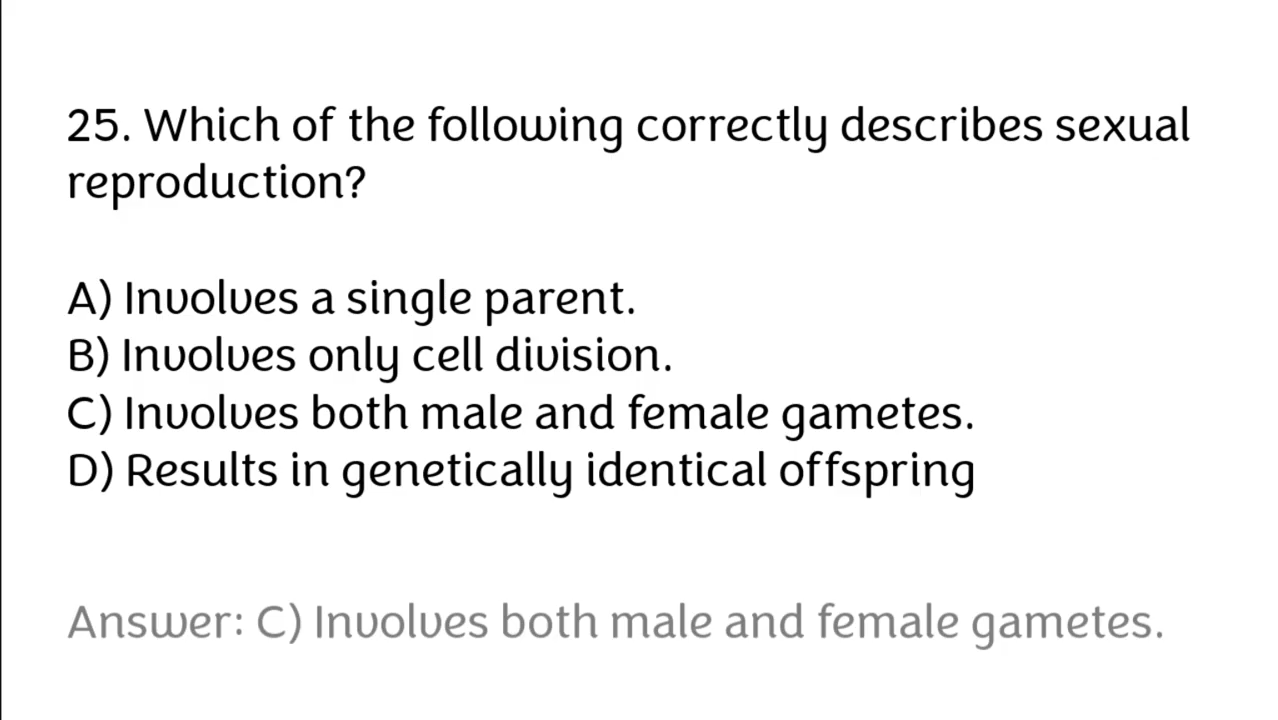 25. Which of the following correctly describes sexual
reproduction?
A) Involves a single parent.
B) Involves only cell division.
C) Involves both male and female gametes.
D) Results in genetically identical offspring
Answer: C) Involves both male and female gametes.